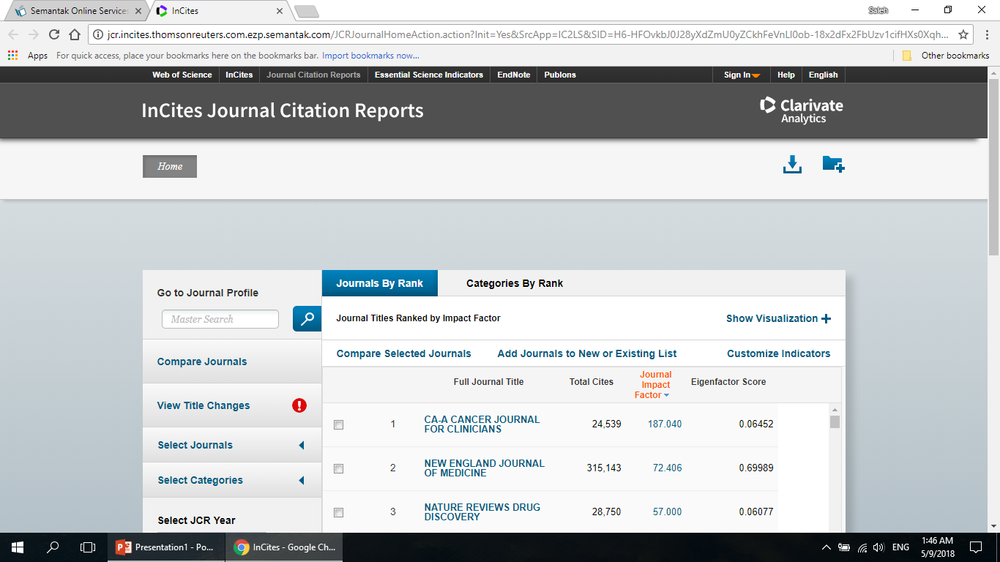 Semantak Online Services
InCites
Saleh
jcr.incites.thomsonreuters.com.ezp.semantak.com/JCRJournalHomeAction.action?Init=Yes&SrcApp=IC2LS&SID=H6-HFOvkbJ0J28yXdZmU0yZCkhFeVnLI0ob-18x2dFx2FbUzv1cifHXs0Xqh...
Apps For quick access, place your bookmarks here on the bookmarks bar. Import bookmarks now... Other bookmarks
Web of Science InCites Journal Citation Reports Essential Science Indicators EndNote Publons Sign In Help English
InCites Journal Citation Reports
Clarivate
Analytics
Home
Go to Journal Profile
Master Search
Compare Journals
View Title Changes
Select Journals
Select Categories
Select JCR Year
Journals By Rank Categories By Rank
Journal Titles Ranked by Impact Factor Show Visualization +
Compare Selected Journals Add Journals to New or Existing List Customize Indicators
Full Journal Title Total Cites Journal Impact Factor Eigenfactor Score
1 CA-A CANCER JOURNAL FOR CLINICIANS 24,539 187.040 0.06452
2 NEW ENGLAND JOURNAL OF MEDICINE 315,143 72.406 0.69989
3 NATURE REVIEWS DRUG DISCOVERY 28,750 57.000 0.06077
Presentation1 - Po...
InCites - Google Ch...
ENG
1:46 AM
5/9/2018